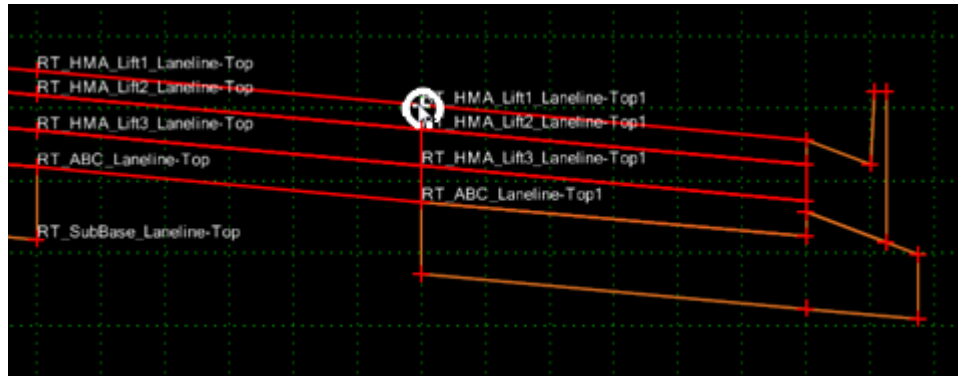 RT_HMA_Lift1_Laneline-Top
RT_HMA_Lift2_Laneline-Top
RT_HMA_Lift3_Laneline-Top
RT_ABC_Laneline-Top
RT_SubBase_Laneline-Top
RT_HMA_Lift1_Laneline-Top1
RT_HMA_Lift2_Laneline-Top1
RT_HMA_Lift3_Laneline-Top1
RT_ABC_Laneline-Top1